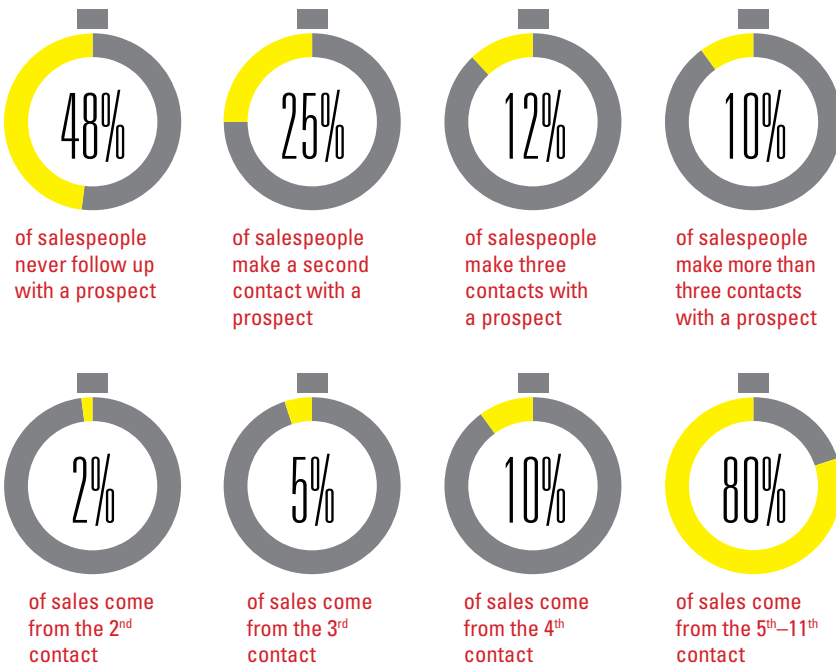 48%
of salespeople
never follow up
with a prospect
25%
of salespeople
make a second
contact with a
prospect
12%
of salespeople
make three
contacts with
a prospect
10%
of salespeople
make more than
three contacts
with a prospect
2%
of sales come
from the 2nd
contact
5%
of sales come
from the 3rd
contact
10%
of sales come
from the 4th
contact
80%
of sales come
from the 5th–11th
contact